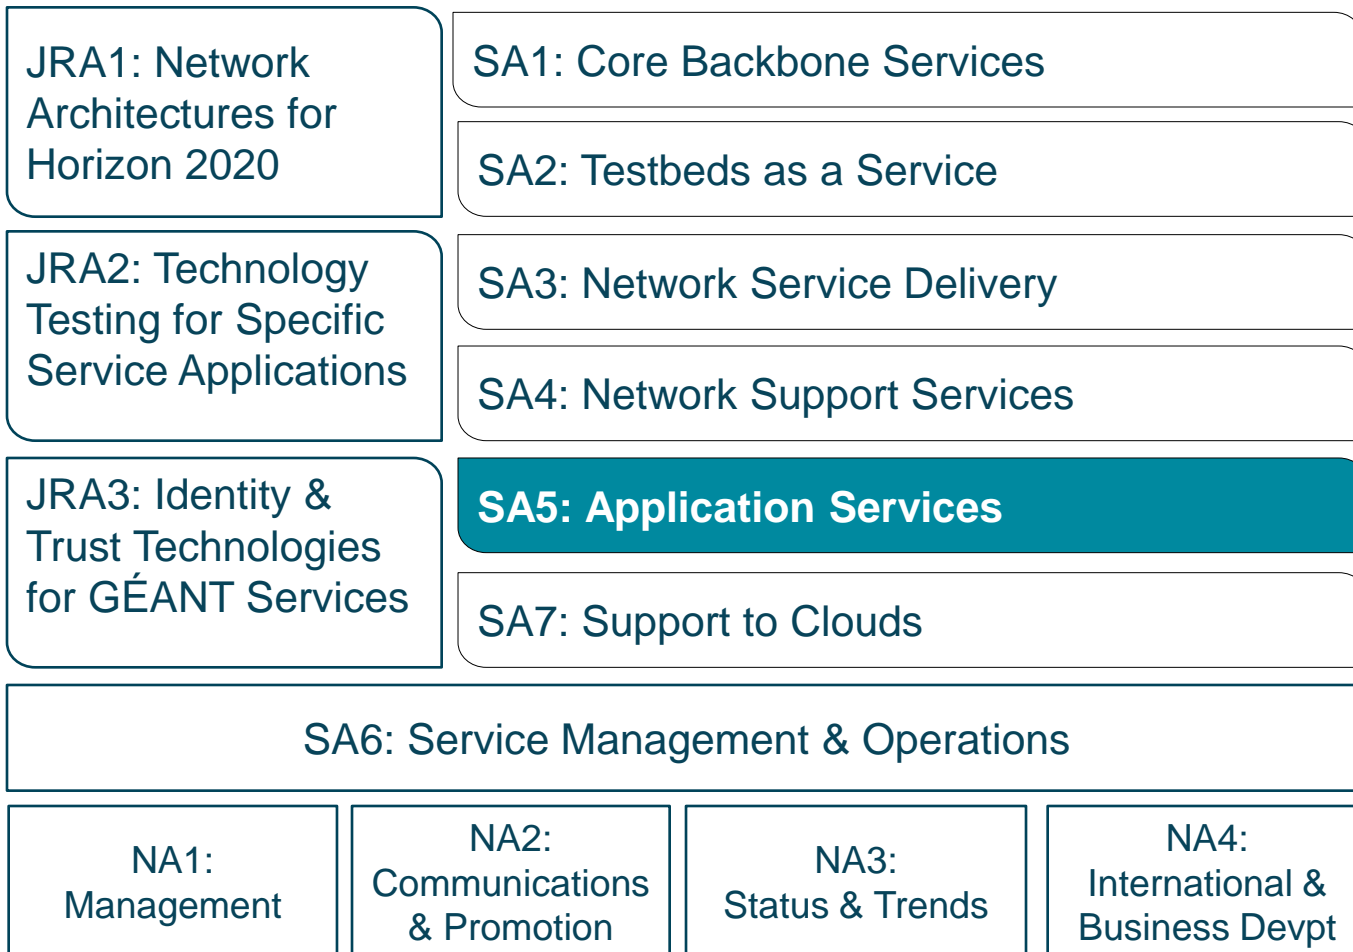 JRA1: Network
Architectures for
Horizon 2020
SA1: Core Backbone Services
SA2: Testbeds as a Service
JRA2: Technology
Testing for Specific
Service Applications
SA3: Network Service Delivery
SA4: Network Support Services
JRA3: Identity &
Trust Technologies
for GÉANT Services
SA5: Application Services
SA7: Support to Clouds
SA6: Service Management & Operations
NA1:
Management
NA2:
Communications
& Promotion
NA3:
Status & Trends
NA4:
International &
Business Devpt